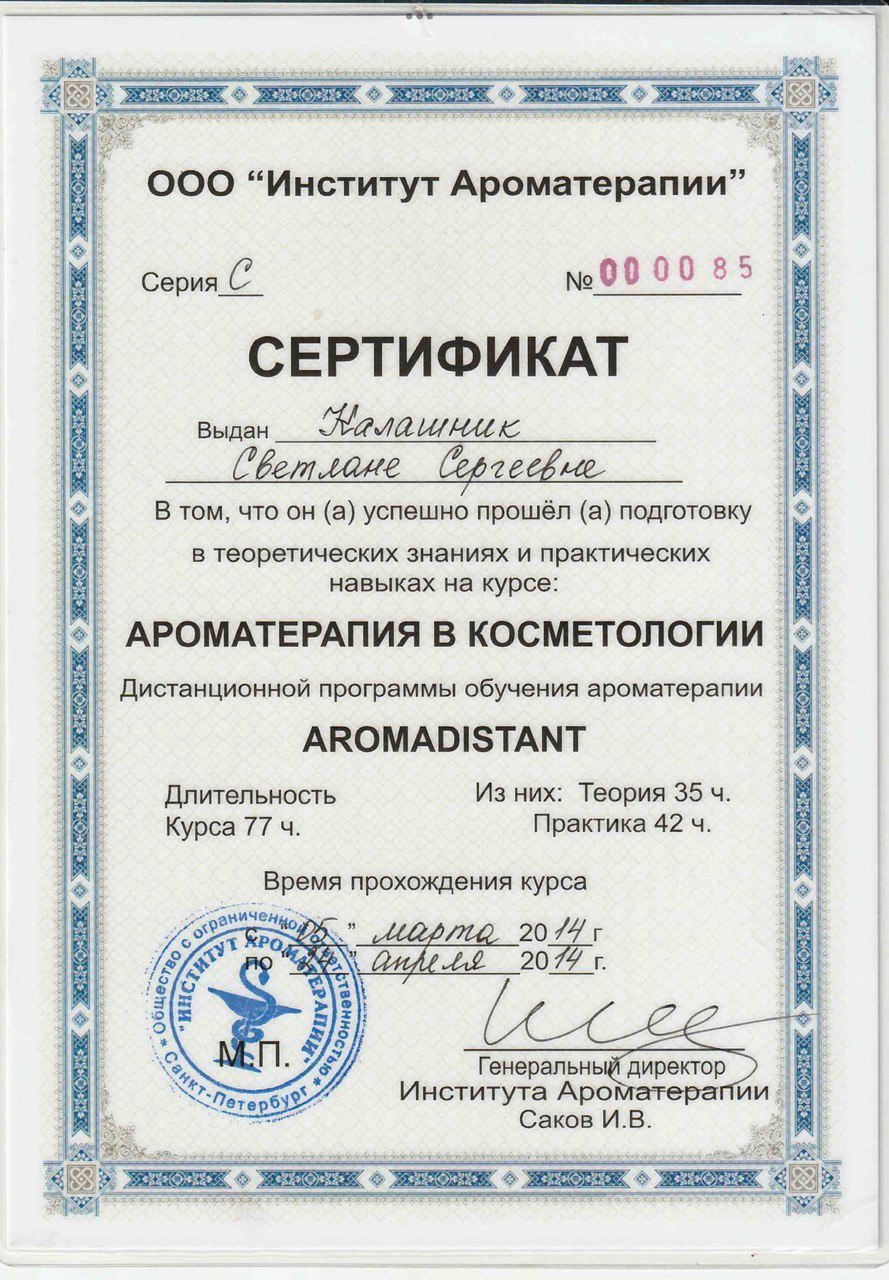 ООО “Институт Ароматерапии”
Серия С № 000085
СЕРТИФИКАТ
Выдан Калашник
Светлане Сергеевне
В том, что он (а) успешно прошёл (а) подготовку
в теоретических знаниях и практических
навыках на курсе:
АРОМАТЕРАПИЯ В КОСМЕТОЛОГИИ
Дистанционной программы обучения ароматерапии
AROMADISTANT
Длительность Из них: Теория 35 ч.
Курса 77 ч. Практика 42 ч.
Время прохождения курса
с “05” марта 2014 г
по “ ” апреля 2014 г.
Общество с ограниченной ответственностью
"ИНСТИТУТ АРОМАТЕРАПИИ"
* Санкт-Петербург *
М.П.
Генеральный директор
Института Ароматерапии
Саков И.В.